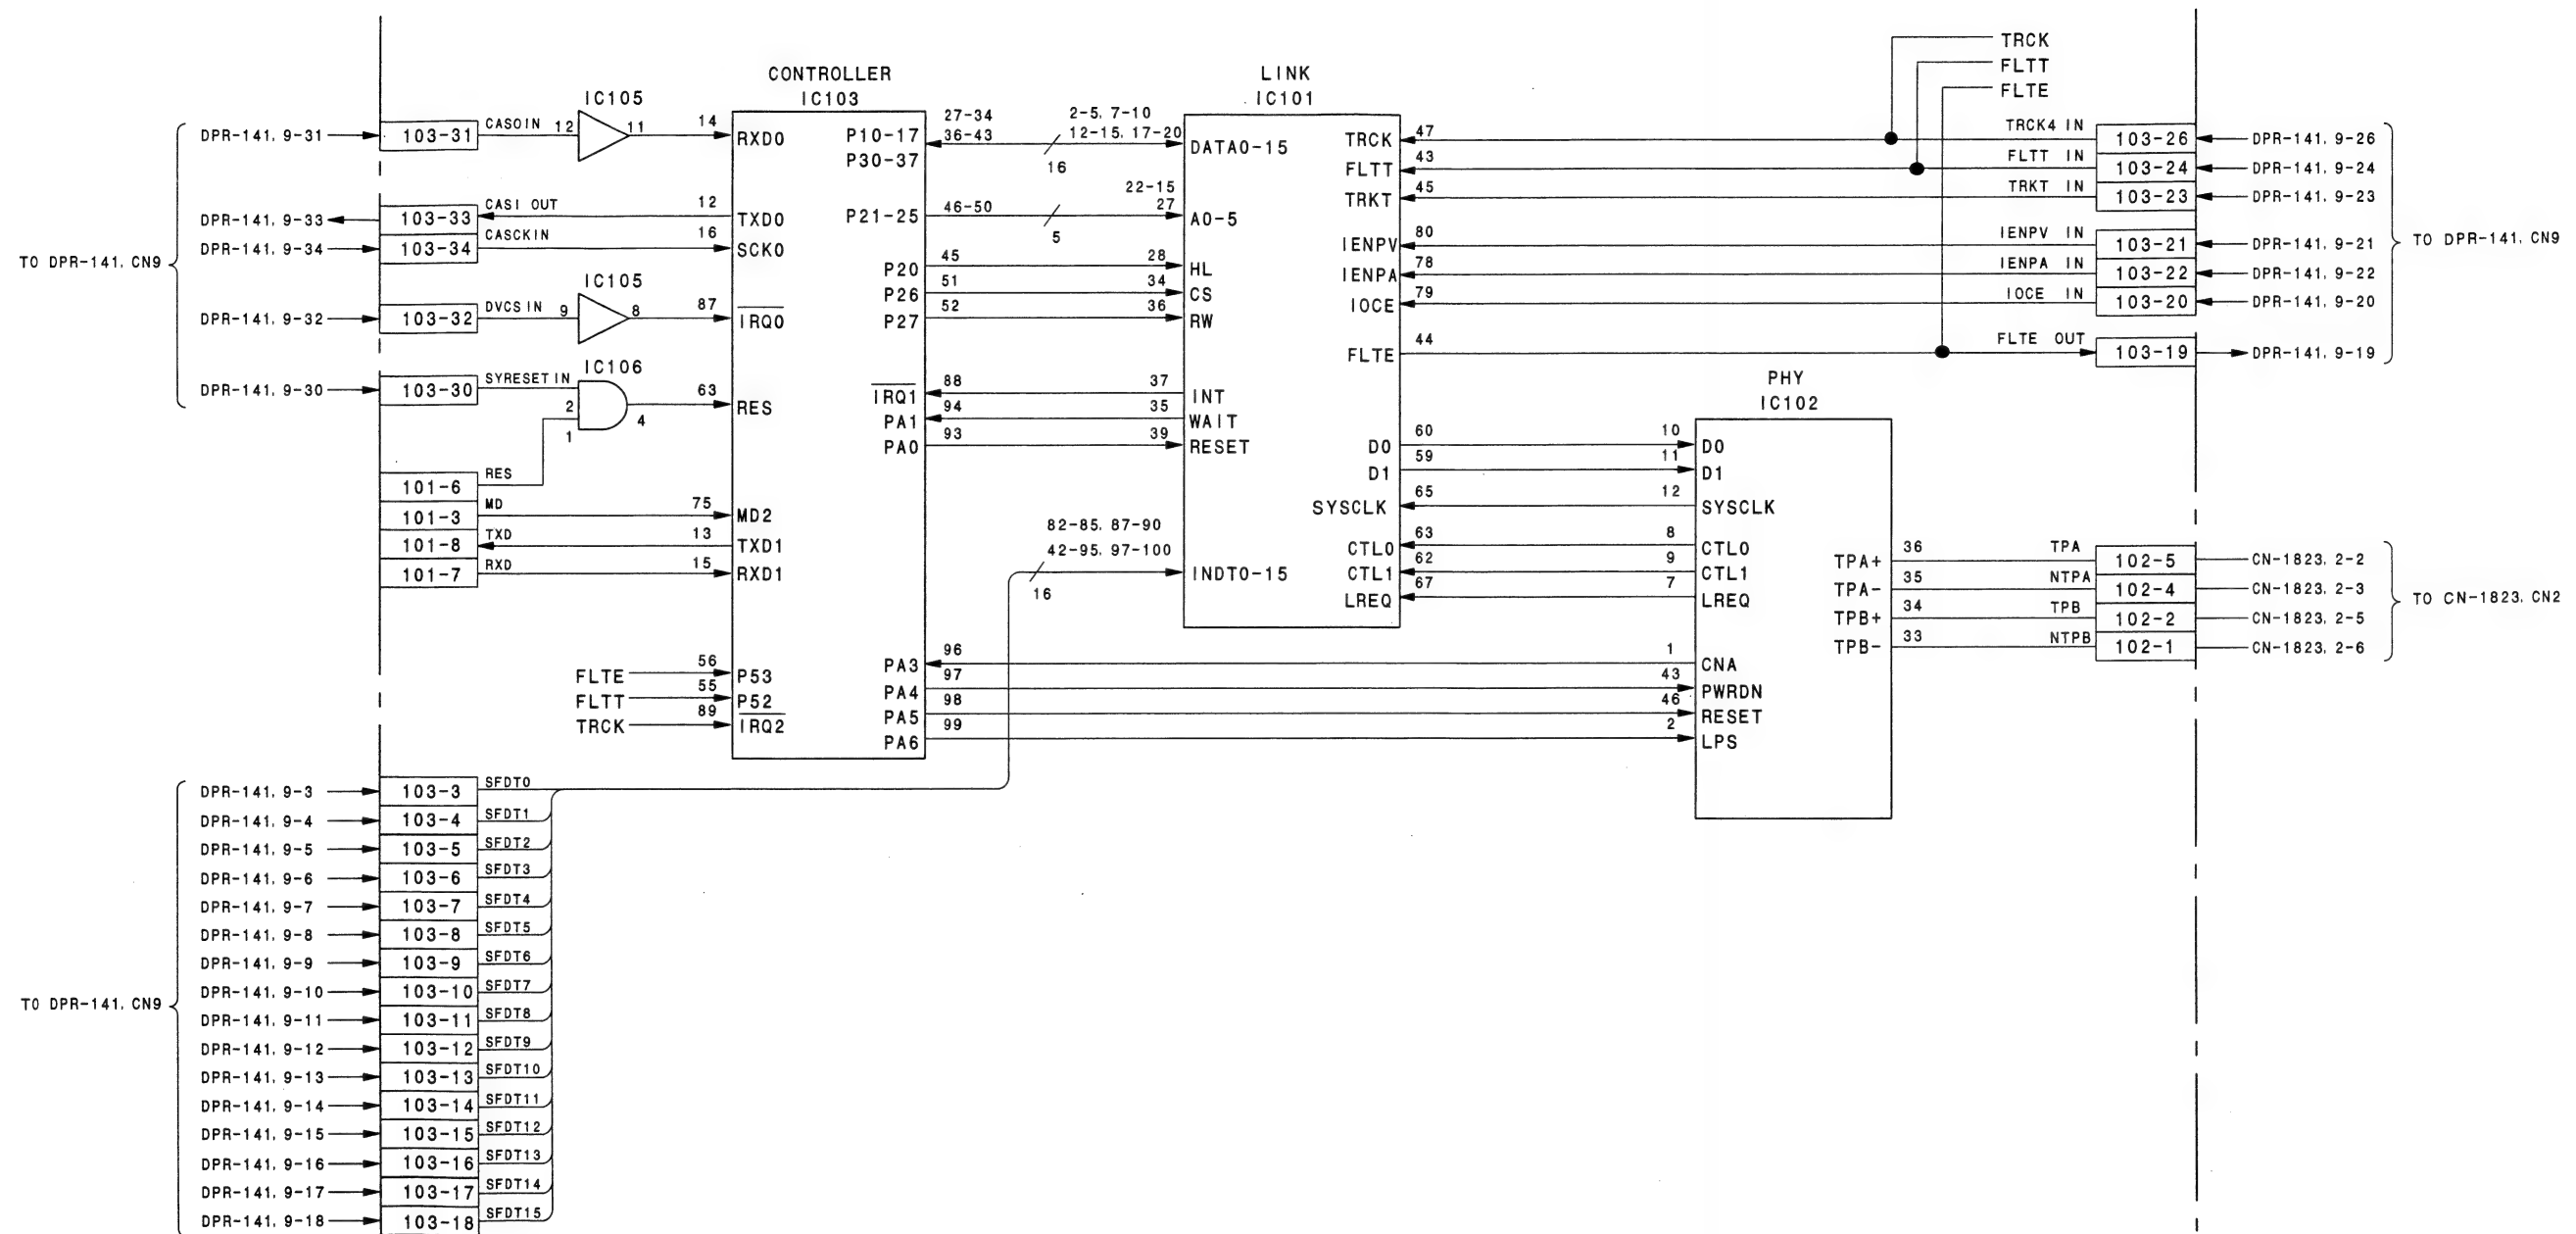 TO DPR-141, CN9
DPR-141, 9-31
103-31
CASOIN
12
IC105
11
14
DPR-141, 9-33
103-33
CASI OUT
12
DPR-141, 9-34
103-34
CASCKIN
16
DPR-141, 9-32
103-32
DVCSIN
9
IC105
8
87
DPR-141, 9-30
103-30
SYRESETIN
IC106
2
1
4
63
101-6
RES
101-3
MD
75
101-8
TXD
13
101-7
RXD
15
FLTE
56
FLTT
55
TRCK
89
CONTROLLER
IC103
RXD0
TXD0
SCK0
IRQ0
RES
MD2
TXD1
RXD1
P53
P52
IRQ2
P10-17
P30-37
P21-25
P20
P26
P27
IRQ1
PA1
PA0
PA3
PA4
PA5
PA6
27-34
36-43
2-5, 7-10
12-15, 17-20
16
46-50
22-15
27
5
45
28
51
34
52
36
88
37
94
35
93
39
82-85, 87-90
42-95, 97-100
16
96
1
97
43
98
46
99
2
LINK
IC101
DATA0-15
A0-5
HL
CS
RW
INT
WAIT
RESET
INDT0-15
TRCK
FLTT
TRKT
IENPV
IENPA
IOCE
FLTE
D0
D1
SYSCLK
CTL0
CTL1
LREQ
47
43
45
80
78
79
44
60
10
59
11
65
12
63
8
62
9
67
7
PHY
IC102
D0
D1
SYSCLK
CTL0
CTL1
LREQ
CNA
PWRDN
RESET
LPS
TPA+
TPA-
TPB+
TPB-
TRCK
FLTT
FLTE
TRCK4 IN
103-26
DPR-141, 9-26
FLTT IN
103-24
DPR-141, 9-24
TRKT IN
103-23
DPR-141, 9-23
IENPV IN
103-21
DPR-141, 9-21
IENPA IN
103-22
DPR-141, 9-22
IOCE IN
103-20
DPR-141, 9-20
FLTE OUT
103-19
DPR-141, 9-19
TO DPR-141, CN9
36
TPA
102-5
CN-1823, 2-2
35
NTPA
102-4
CN-1823, 2-3
34
TPB
102-2
CN-1823, 2-5
33
NTPB
102-1
CN-1823, 2-6
TO CN-1823, CN2
TO DPR-141, CN9
DPR-141, 9-3
103-3
SFDT0
DPR-141, 9-4
103-4
SFDT1
DPR-141, 9-5
103-5
SFDT2
DPR-141, 9-6
103-6
SFDT3
DPR-141, 9-7
103-7
SFDT4
DPR-141, 9-8
103-8
SFDT5
DPR-141, 9-9
103-9
SFDT6
DPR-141, 9-10
103-10
SFDT7
DPR-141, 9-11
103-11
SFDT8
DPR-141, 9-12
103-12
SFDT9
DPR-141, 9-13
103-13
SFDT10
DPR-141, 9-14
103-14
SFDT11
DPR-141, 9-15
103-15
SFDT12
DPR-141, 9-16
103-16
SFDT13
DPR-141, 9-17
103-17
SFDT14
DPR-141, 9-18
103-18
SFDT15